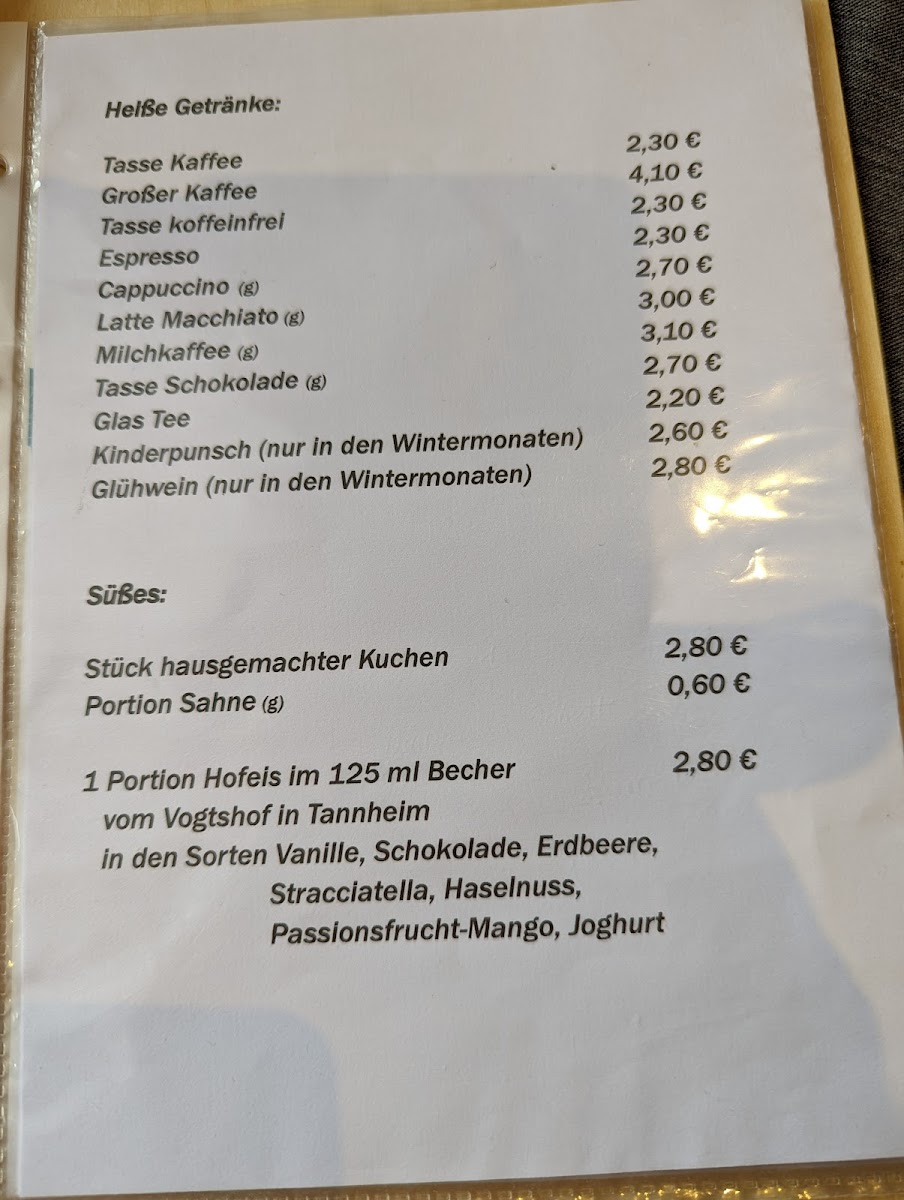 Heiße Getränke:
Tasse Kaffee 2,30 €
Großer Kaffee 4,10 €
Tasse koffeinfrei 2,30 €
Espresso 2,30 €
Cappuccino (g) 2,70 €
Latte Macchiato (g) 3,00 €
Milchkaffee (g) 3,10 €
Tasse Schokolade (g) 2,70 €
Glas Tee 2,20 €
Kinderpunsch (nur in den Wintermonaten) 2,60 €
Glühwein (nur in den Wintermonaten) 2,80 €
Süßes:
Stück hausgemachter Kuchen 2,80 €
Portion Sahne (g) 0,60 €
1 Portion Hofeis im 125 ml Becher 2,80 €
vom Vogtshof in Tannheim
in den Sorten Vanille, Schokolade, Erdbeere,
Stracciatella, Haselnuss,
Passionsfrucht-Mango, Joghurt